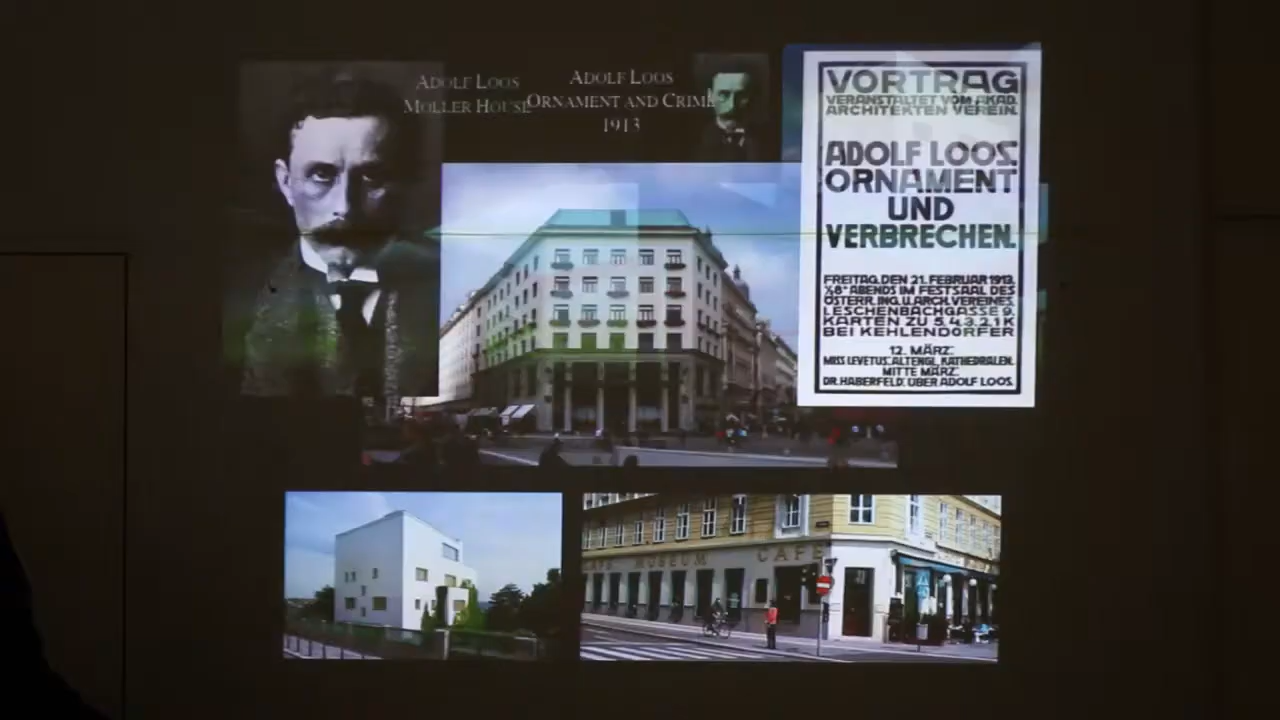 ADOLF LOOS
MOLLER HOUSE
ADOLF LOOS
ORNAMENT AND CRIME
1913
VORTRAG
VERANSTALTET VOM AKAD.
ARCHITEKTEN VEREIN.
ADOLF LOOS.
ORNAMENT
UND
VERBRECHEN.
FREITAG, DEN 21. FEBRUAR 1913,
½8ʰ ABENDS IM FESTSAAL DES
ÖSTERR. ING. U. ARCH. VEREINES,
I. ESCHENBACHGASSE 9.
KARTEN ZU 5, 4, 3, 2, 1 K
BEI KEHLENDORFER
12. MÄRZ:
MISS LEVETUS: ALTENGL. KATHEDRALEN.
MITTE MÄRZ:
DR. HABERFELD: ÜBER ADOLF LOOS.
CAFE MUSEUM CAFE